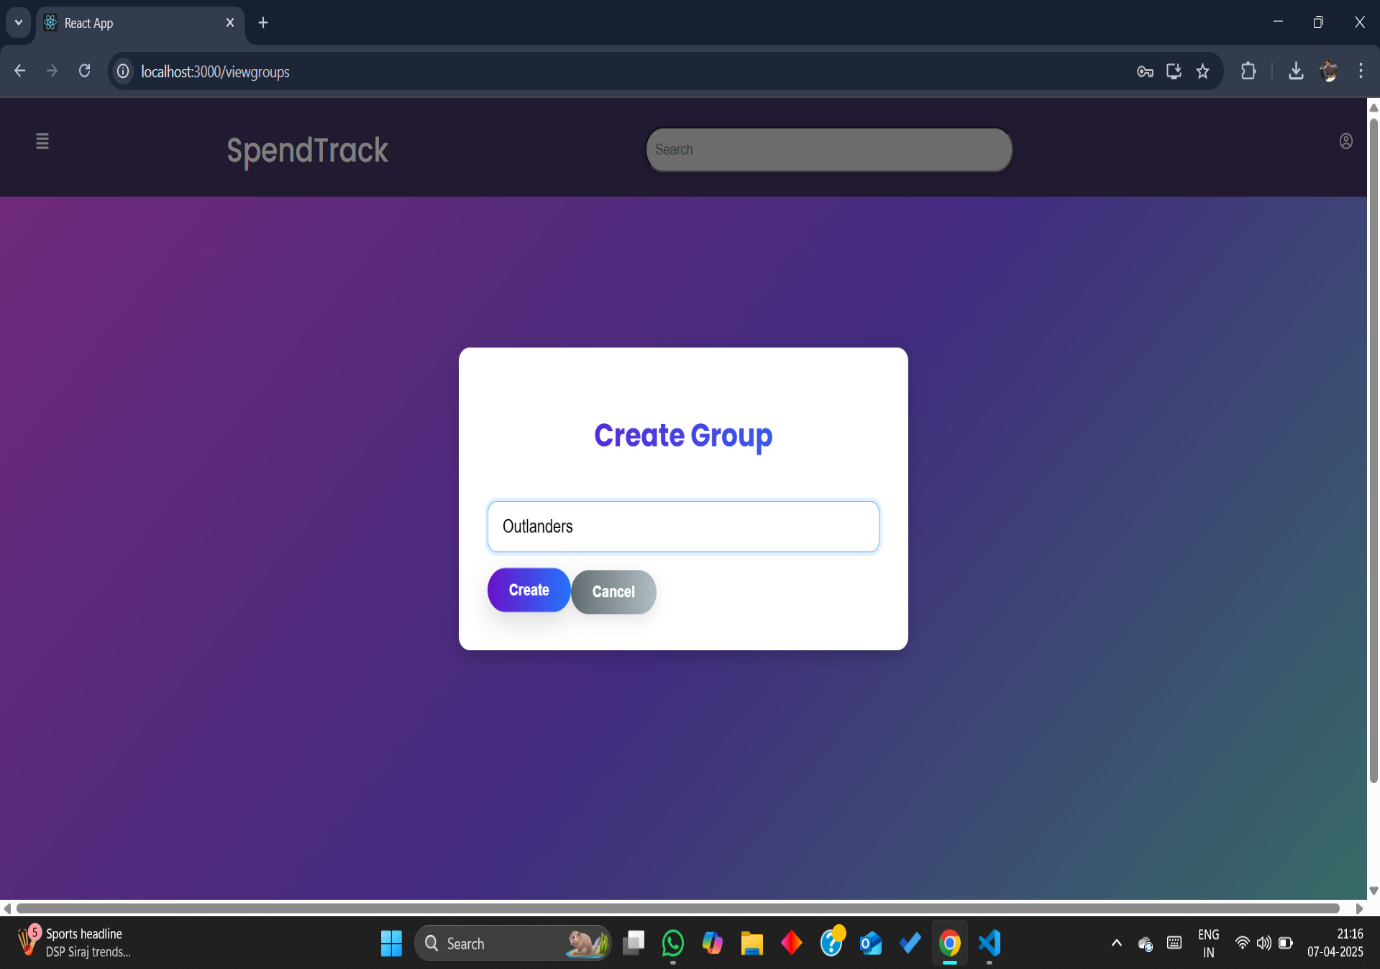 React App
localhost:3000/viewgroups
SpendTrack
Search
Create Group
Outlanders
Create
Cancel
5
Sports headline
DSP Siraj trends...
Search
ENG
IN
21:16
07-04-2025